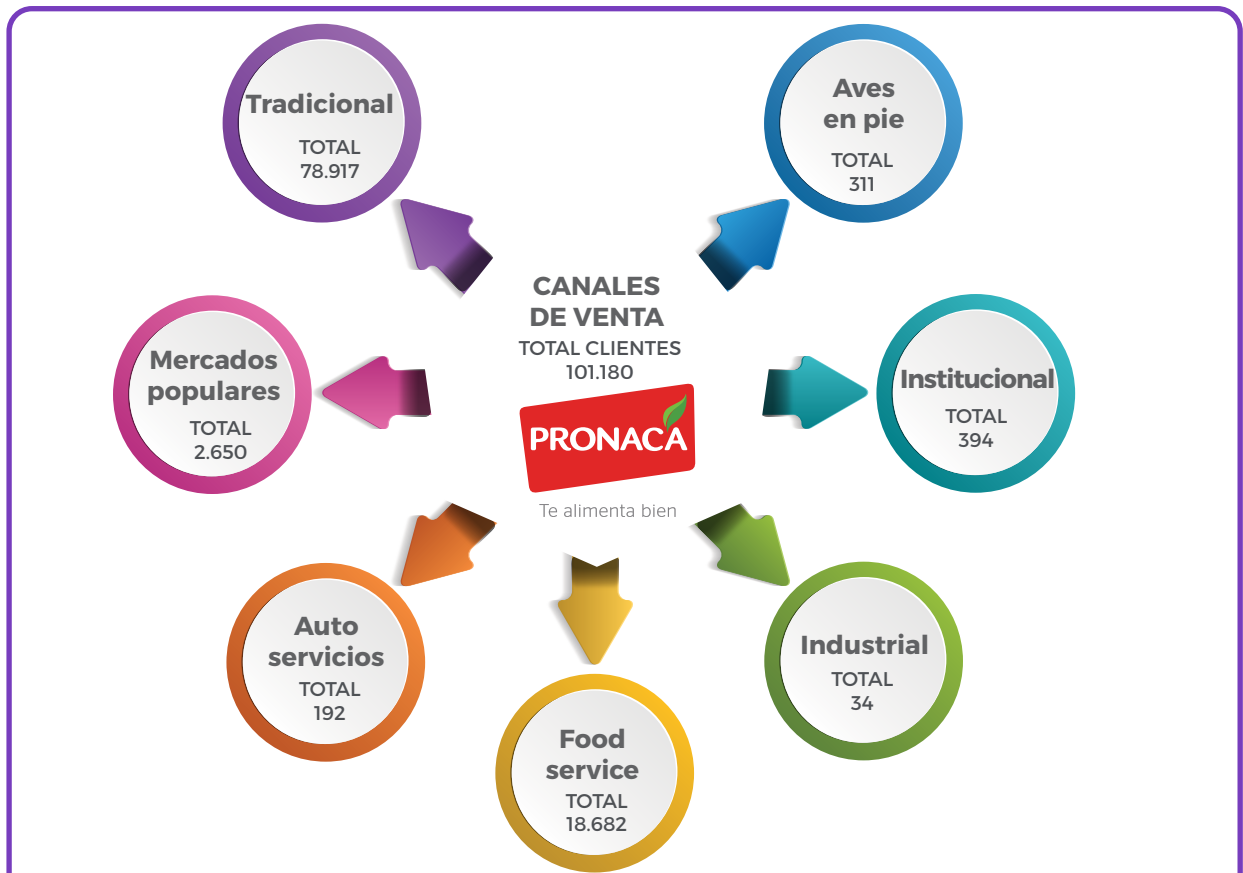 Tradicional
TOTAL
78.917
Aves
en pie
TOTAL
311
CANALES
DE VENTA
TOTAL CLIENTES
101.180
PRONACA
Te alimenta bien
Mercados
populares
TOTAL
2.650
Institucional
TOTAL
394
Auto
servicios
TOTAL
192
Food
service
TOTAL
18.682
Industrial
TOTAL
34